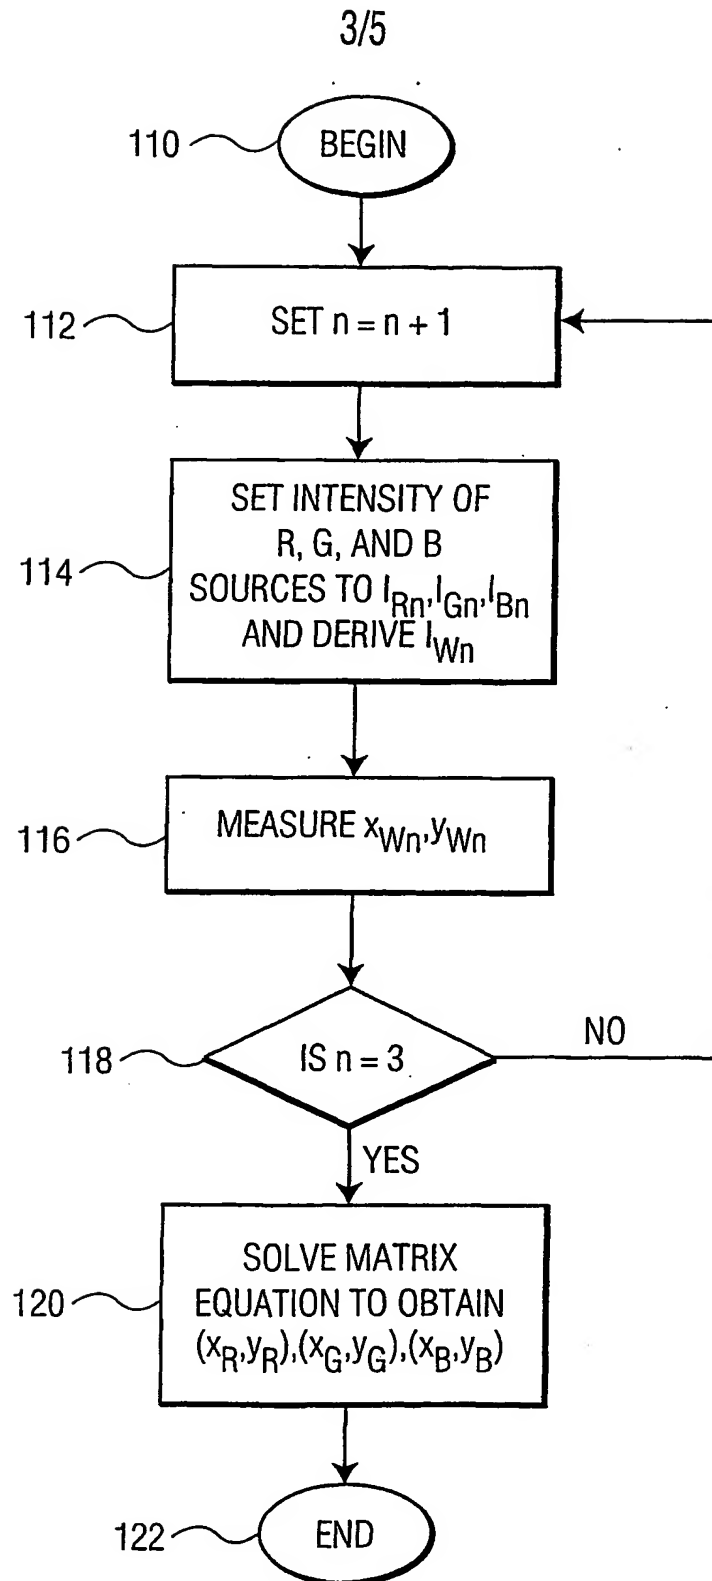 3/5
110
BEGIN
112
SET n = n + 1
114
SET INTENSITY OF
R, G, AND B
SOURCES TO I_Rn, I_Gn, I_Bn
AND DERIVE I_Wn
116
MEASURE x_Wn, y_Wn
118
IS n = 3
NO
YES
120
SOLVE MATRIX
EQUATION TO OBTAIN
(x_R, y_R), (x_G, y_G), (x_B, y_B)
122
END